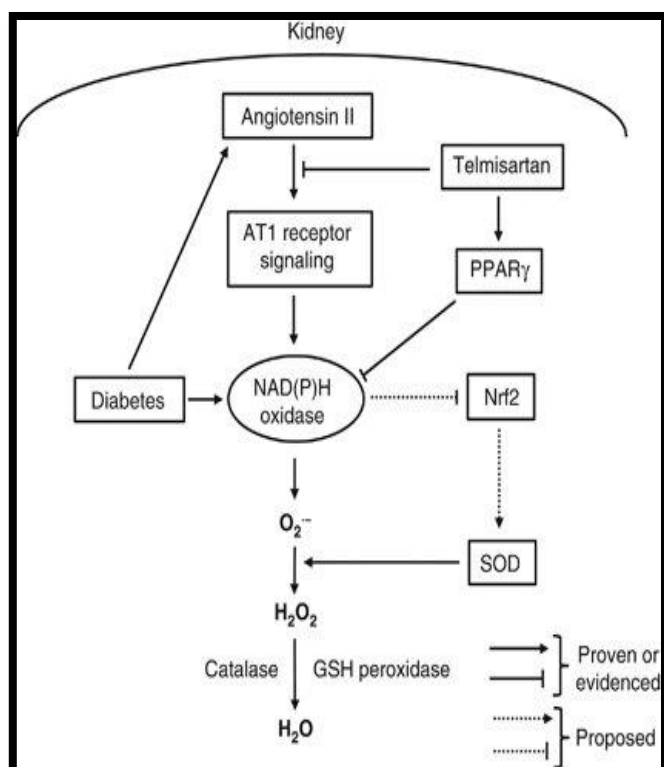 Kidney
Angiotensin II
Telmisartan
AT1 receptor
signaling
PPARγ
Diabetes
NAD(P)H
oxidase
Nrf2
O₂·−
SOD
H₂O₂
Catalase
GSH peroxidase
H₂O
Proven or
evidenced
Proposed